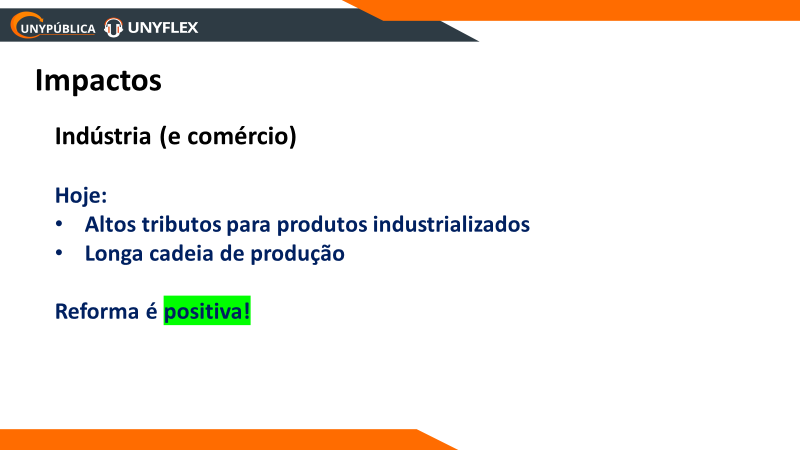 UNYPÚBLICA UNYFLEX
Impactos
Indústria (e comércio)
Hoje:
• Altos tributos para produtos industrializados
• Longa cadeia de produção
Reforma é positiva!